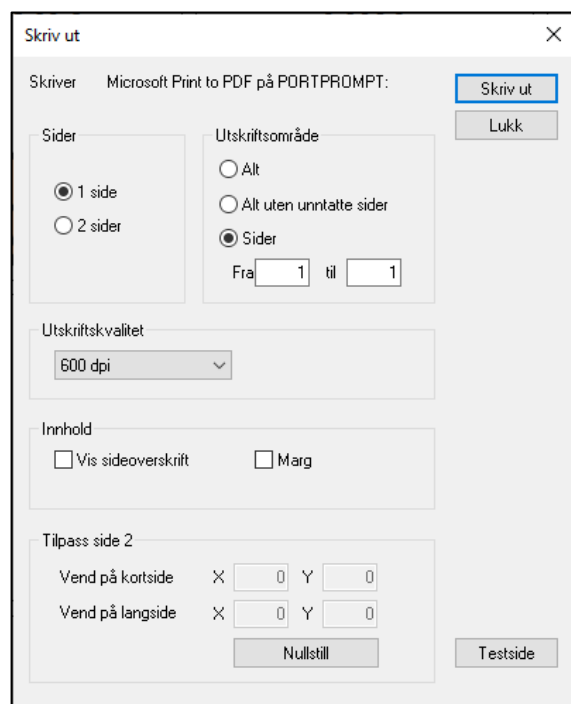 Skriv ut
Skriver Microsoft Print to PDF på PORTPROMPT:
Skriv ut
Lukk
Sider
1 side
2 sider
Utskriftsområde
Alt
Alt uten unntatte sider
Sider
Fra 1 til 1
Utskriftskvalitet
600 dpi
Innhold
Vis sideoverskrift Marg
Tilpass side 2
Vend på kortside X 0 Y 0
Vend på langside X 0 Y 0
Nullstill
Testside